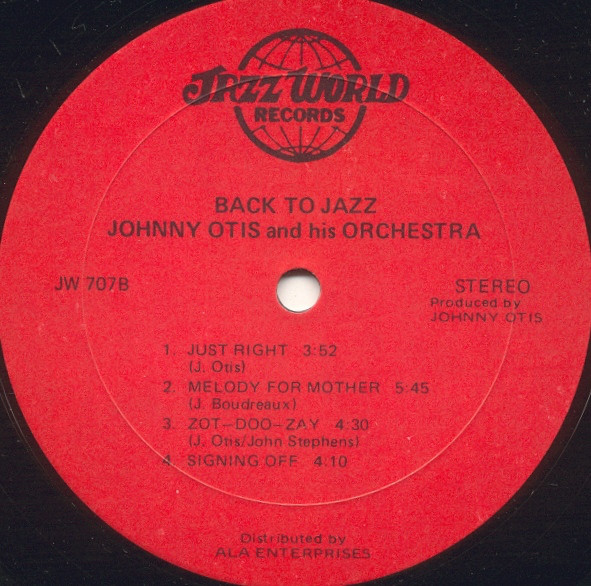 JAZZ WORLD
RECORDS
BACK TO JAZZ
JOHNNY OTIS and his ORCHESTRA
JW 707B
STEREO
Produced by
JOHNNY OTIS
1. JUST RIGHT 3:52
(J. Otis)
2. MELODY FOR MOTHER 5:45
(J. Boudreaux)
3. ZOT-DOO-ZAY 4:30
(J. Otis/John Stephens)
4. SIGNING OFF 4:10
Distributed by
ALA ENTERPRISES